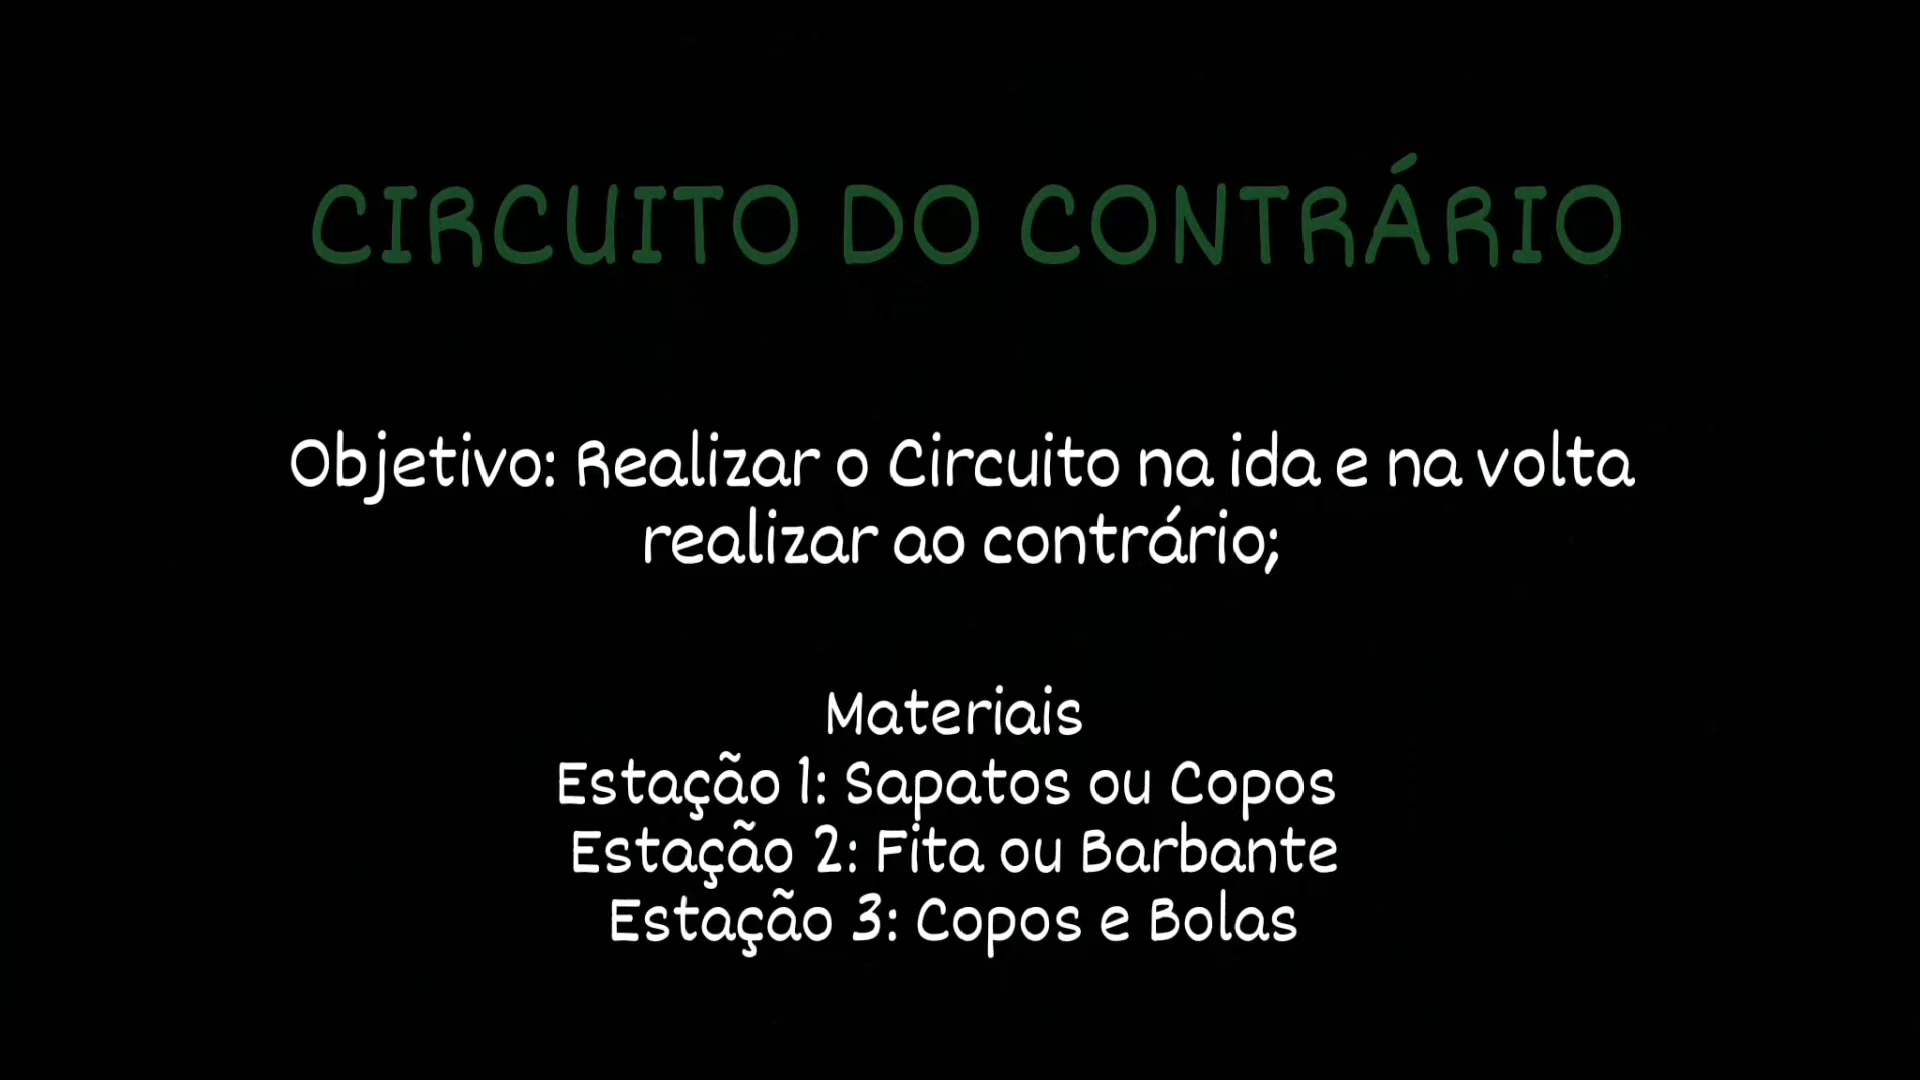 CIRCUITO DO CONTRÁRIO
Objetivo: Realizar o Circuito na ida e na volta
realizar ao contrário;
Materiais
Estação 1: Sapatos ou Copos
Estação 2: Fita ou Barbante
Estação 3: Copos e Bolas